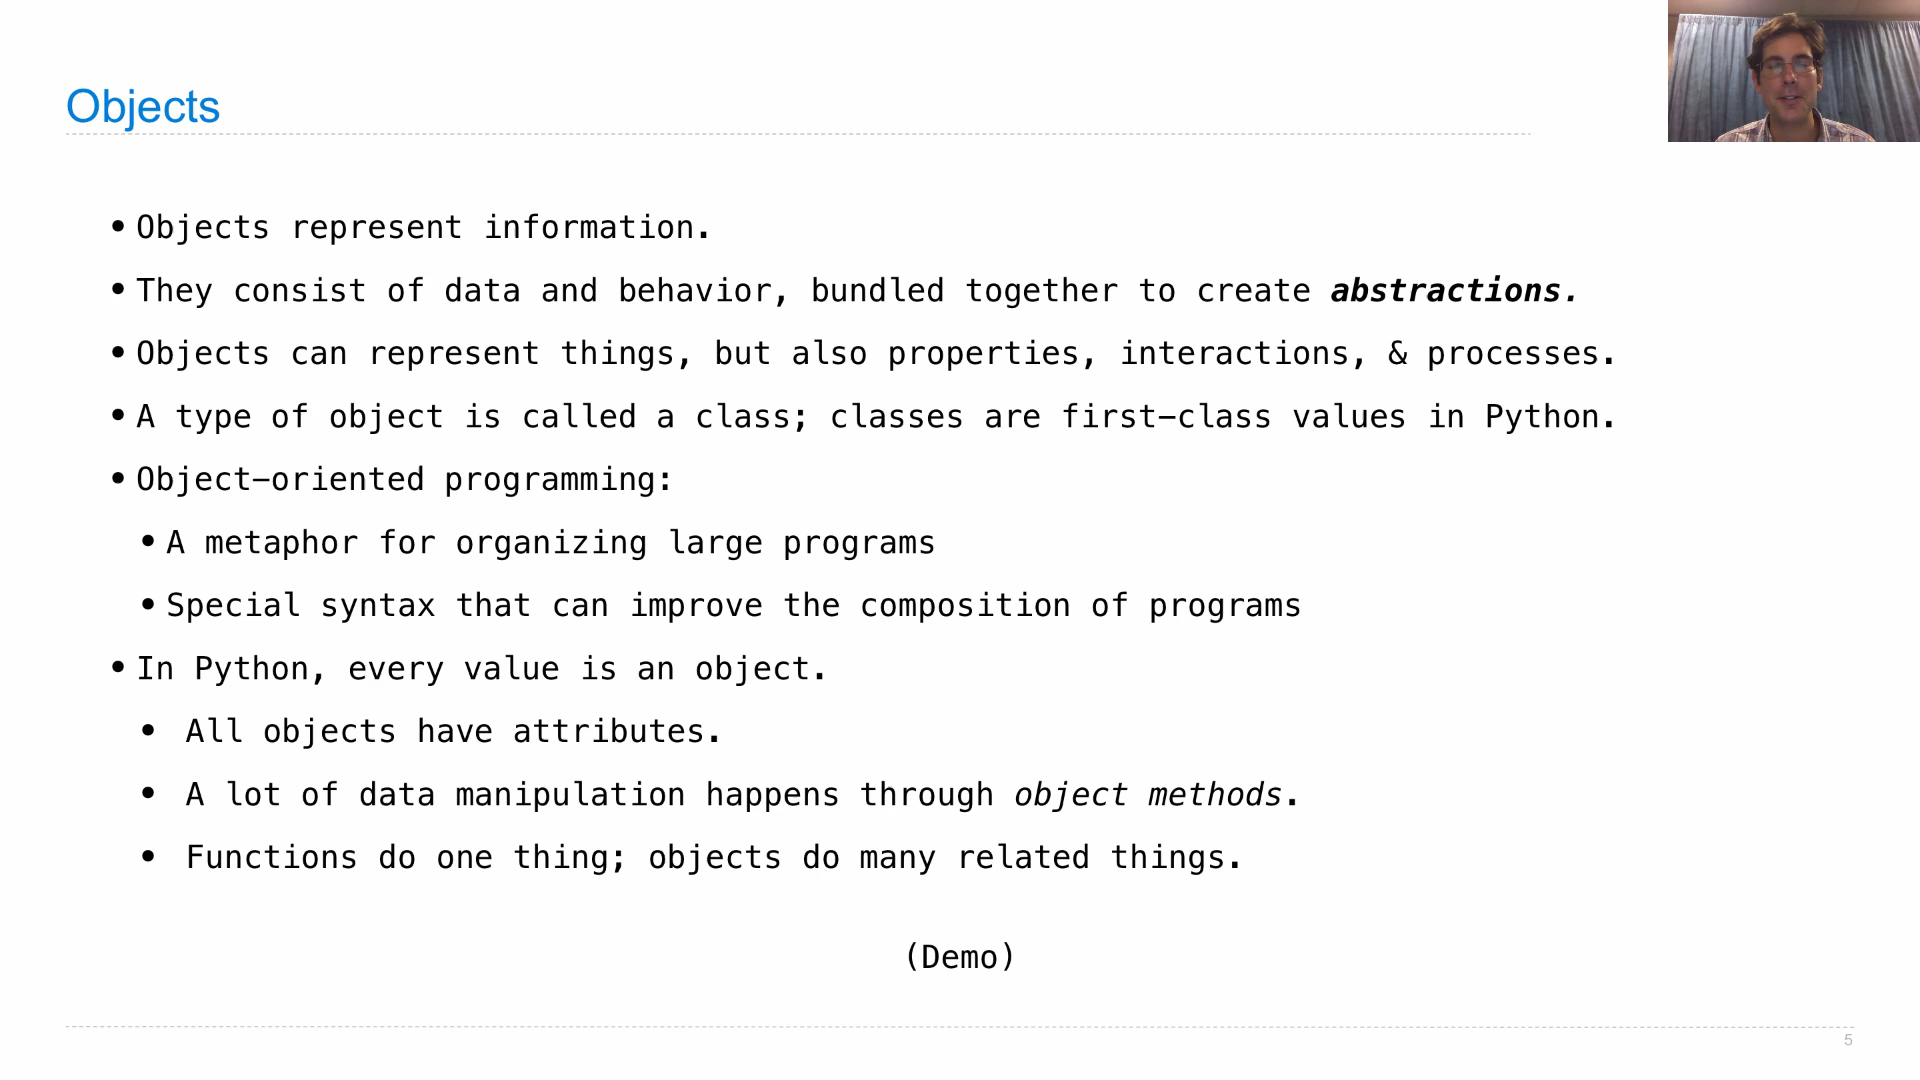 Objects
• Objects represent information.
• They consist of data and behavior, bundled together to create abstractions.
• Objects can represent things, but also properties, interactions, & processes.
• A type of object is called a class; classes are first-class values in Python.
• Object-oriented programming:
• A metaphor for organizing large programs
• Special syntax that can improve the composition of programs
• In Python, every value is an object.
• All objects have attributes.
• A lot of data manipulation happens through object methods.
• Functions do one thing; objects do many related things.
(Demo)
5